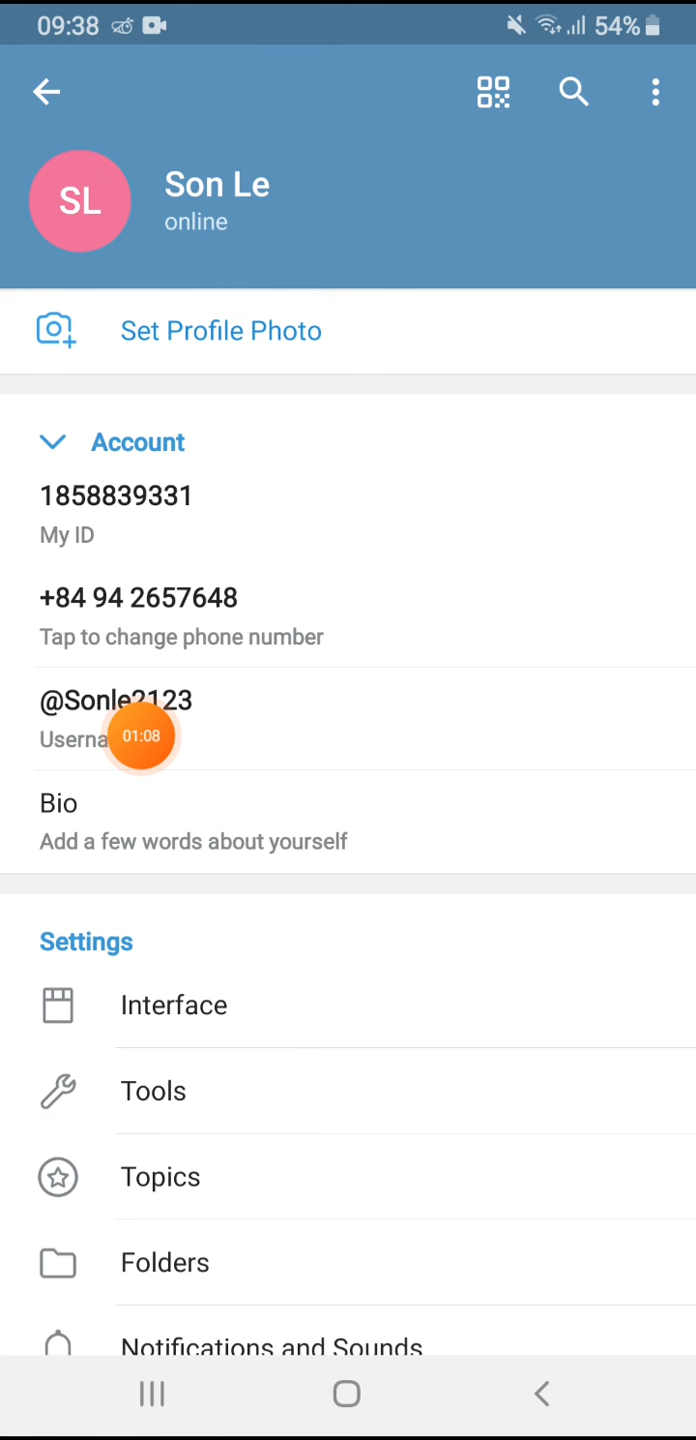 09:38
54%
SL
Son Le
online
Set Profile Photo
Account
1858839331
My ID
+84 94 2657648
Tap to change phone number
@Sonle2123
Userna
01:08
Bio
Add a few words about yourself
Settings
Interface
Tools
Topics
Folders
Notifications and Sounds